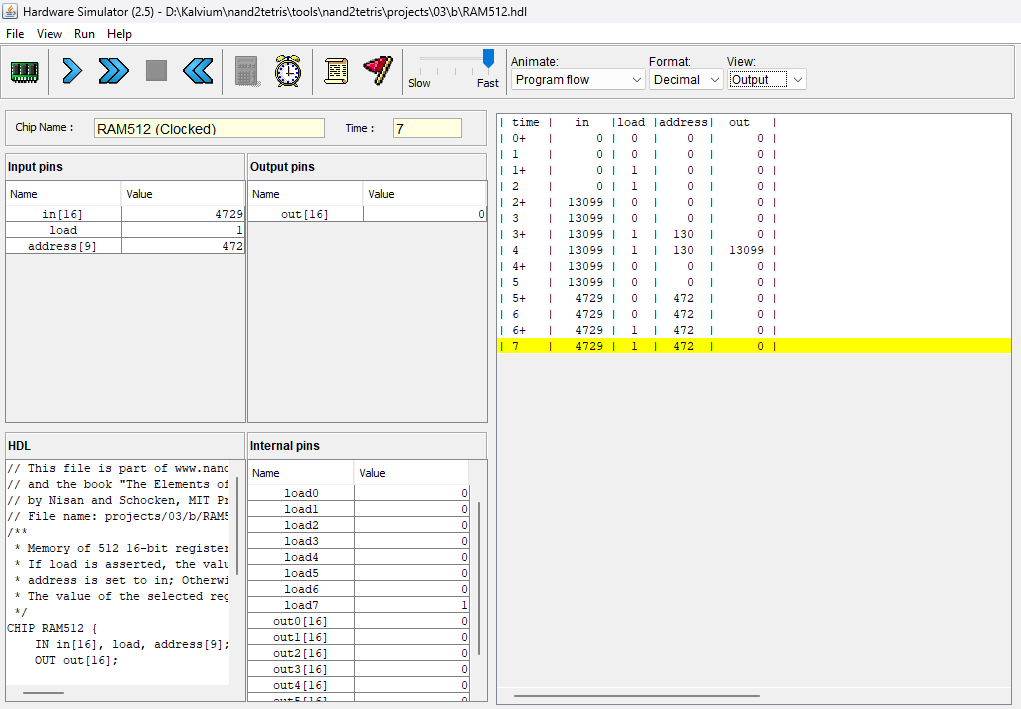 Hardware Simulator (2.5) - D:\Kalvium\nand2tetris\tools\nand2tetris\projects\03\b\RAM512.hdl
File View Run Help
Slow Fast
Animate: Format: View:
Program flow Decimal Output
Chip Name : RAM512 (Clocked) Time : 7
Input pins
Name Value
in[16] 4729
load 1
address[9] 472
Output pins
Name Value
out[16] 0
HDL
// This file is part of www.nand
// and the book "The Elements of
// by Nisan and Schocken, MIT Pr
// File name: projects/03/b/RAM5
/**
* Memory of 512 16-bit register
* If load is asserted, the valu
* address is set to in; Otherwi
* The value of the selected reg
*/
CHIP RAM512 {
IN in[16], load, address[9];
OUT out[16];
Internal pins
Name Value
load0 0
load1 0
load2 0
load3 0
load4 0
load5 0
load6 0
load7 1
out0[16] 0
out1[16] 0
out2[16] 0
out3[16] 0
out4[16] 0
out5[16] 0
| time | in |load |address| out |
| 0+ | 0 | 0 | 0 | 0 |
| 1 | 0 | 0 | 0 | 0 |
| 1+ | 0 | 1 | 0 | 0 |
| 2 | 0 | 1 | 0 | 0 |
| 2+ | 13099 | 0 | 0 | 0 |
| 3 | 13099 | 0 | 0 | 0 |
| 3+ | 13099 | 1 | 130 | 0 |
| 4 | 13099 | 1 | 130 | 13099 |
| 4+ | 13099 | 0 | 0 | 0 |
| 5 | 13099 | 0 | 0 | 0 |
| 5+ | 4729 | 0 | 472 | 0 |
| 6 | 4729 | 0 | 472 | 0 |
| 6+ | 4729 | 1 | 472 | 0 |
| 7 | 4729 | 1 | 472 | 0 |